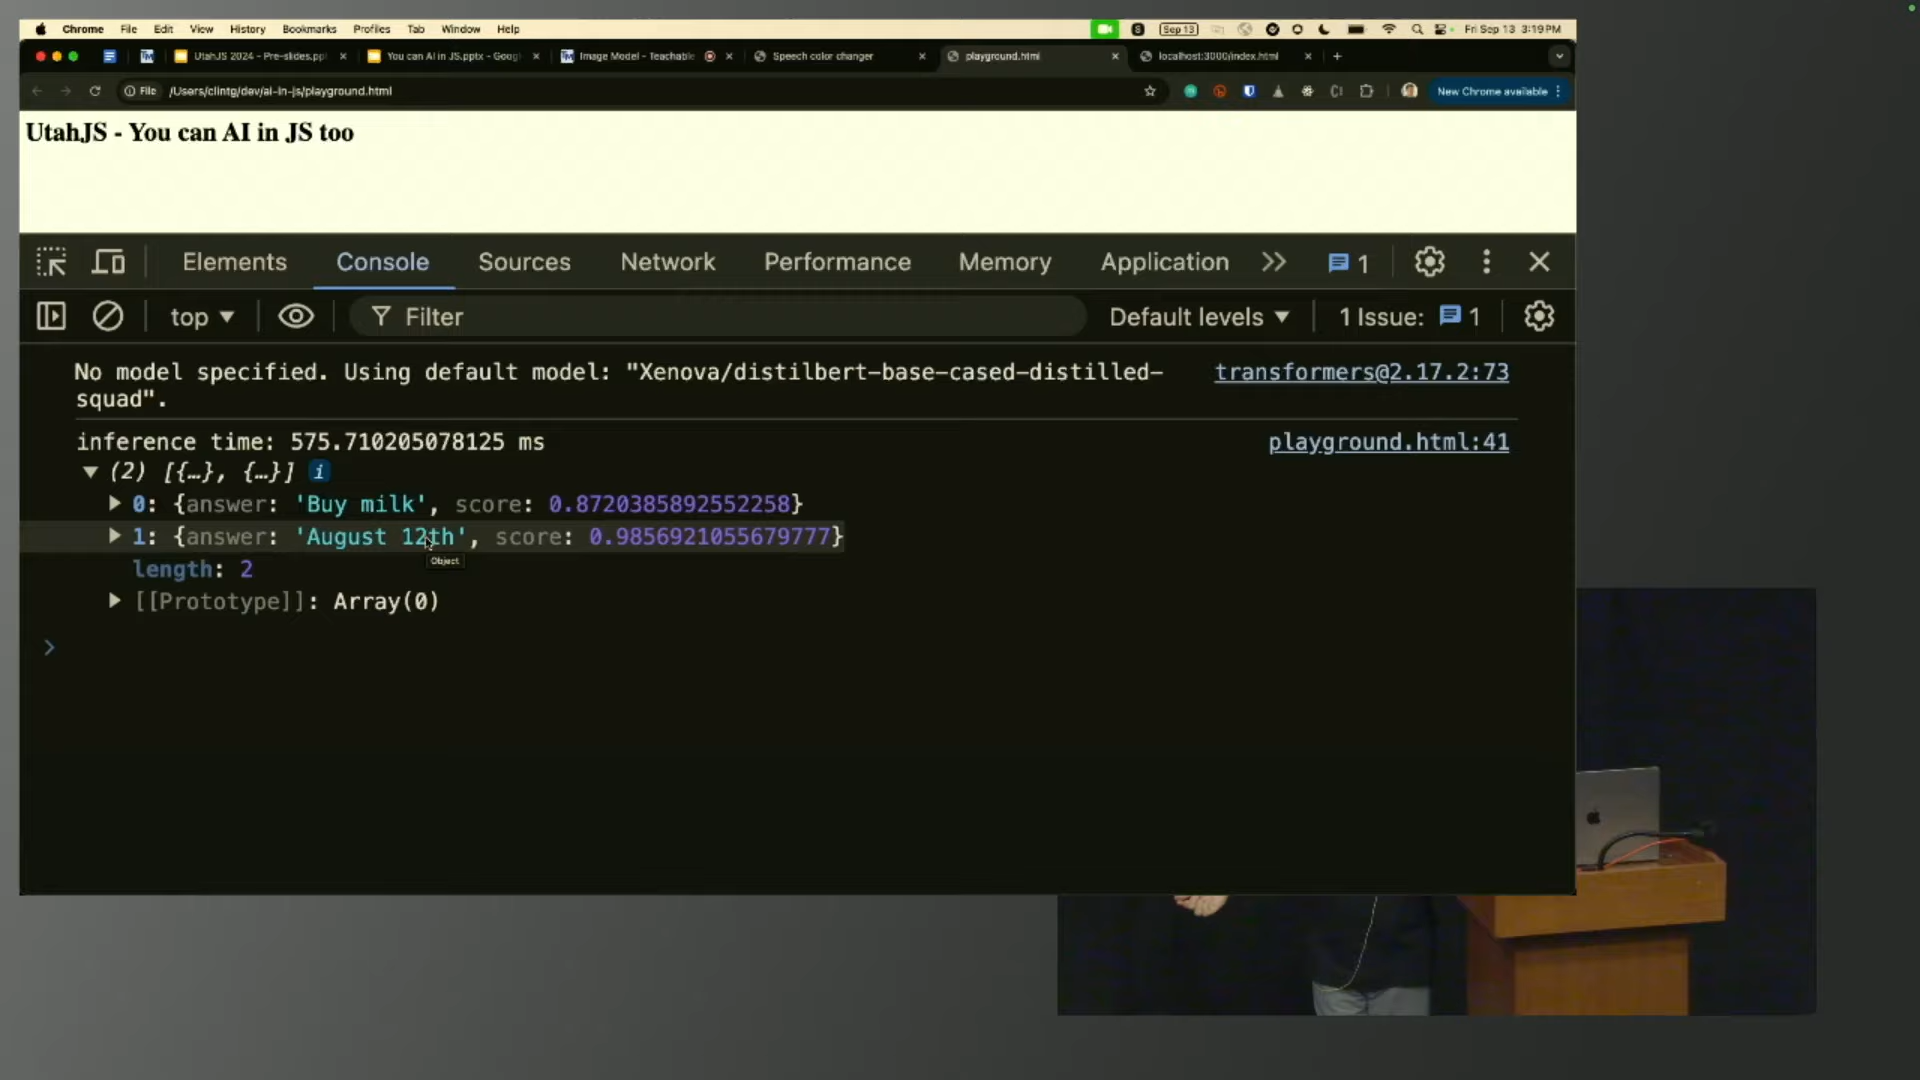 Chrome File Edit View History Bookmarks Profiles Tab Window Help
Sep 13
Fri Sep 13 3:19 PM
UtahJS 2024 - Pre-slides.ppt
You can AI in JS.pptx - Goog
Image Model - Teachable
Speech color changer
playground.html
localhost:3000/index.html
File /Users/clintg/dev/ai-in-js/playground.html
New Chrome available
UtahJS - You can AI in JS too
Elements Console Sources Network Performance Memory Application 1
top Filter Default levels 1 Issue: 1
No model specified. Using default model: "Xenova/distilbert-base-cased-distilled- transformers@2.17.2:73
squad".
inference time: 575.710205078125 ms playground.html:41
(2) [{…}, {…}] i
0: {answer: 'Buy milk', score: 0.8720385892552258}
1: {answer: 'August 12th', score: 0.9856921055679777}
Object
length: 2
[[Prototype]]: Array(0)